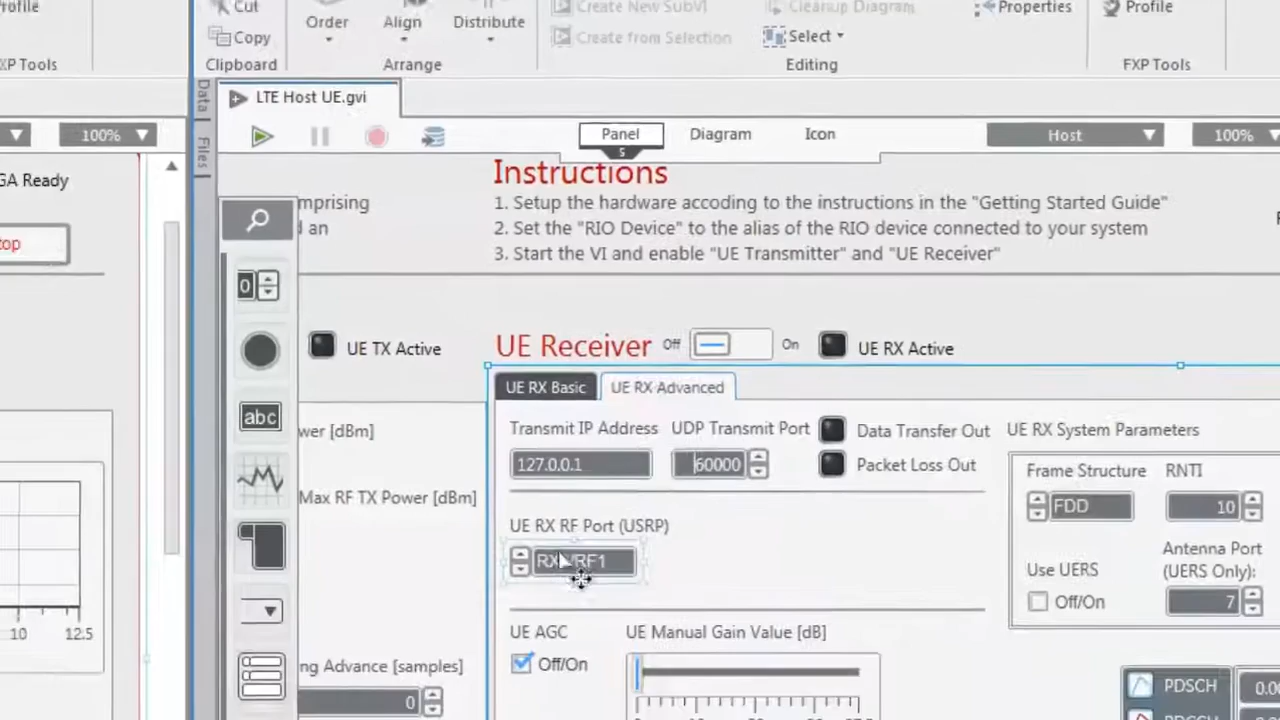 rofile
Cut
Order
Align
Distribute
Create New SubVI
Cleanup Diagram
Properties
Profile
Copy
Create from Selection
Select
XP Tools
Clipboard
Arrange
Editing
FXP Tools
Data
Files
LTE Host UE.gvi
100%
Panel
5
Diagram
Icon
Host
100%
GA Ready
Instructions
mprising
1. Setup the hardware accoding to the instructions in the "Getting Started Guide"
d an
2. Set the "RIO Device" to the alias of the RIO device connected to your system
3. Start the VI and enable "UE Transmitter" and "UE Receiver"
top
0
UE TX Active
UE Receiver
Off
On
UE RX Active
UE RX Basic
UE RX Advanced
abc
wer [dBm]
Transmit IP Address
UDP Transmit Port
Data Transfer Out
UE RX System Parameters
127.0.0.1
60000
Packet Loss Out
Frame Structure
RNTI
Max RF TX Power [dBm]
FDD
10
UE RX RF Port (USRP)
RX
RF1
Antenna Port
(UERS Only):
Use UERS
Off/On
7
10
12.5
UE AGC
UE Manual Gain Value [dB]
Off/On
ng Advance [samples]
0
PDSCH
0.0